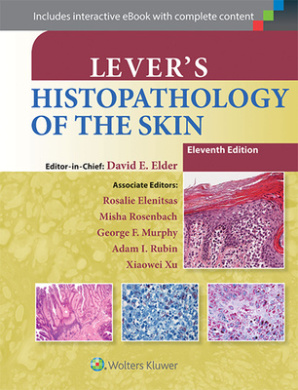 Includes interactive eBook with complete content
LEVER'S
HISTOPATHOLOGY
OF THE SKIN
Eleventh Edition
Editor-in-Chief: David E. Elder
Associate Editors:
Rosalie Elenitsas
Misha Rosenbach
George F. Murphy
Adam I. Rubin
Xiaowei Xu
Wolters Kluwer